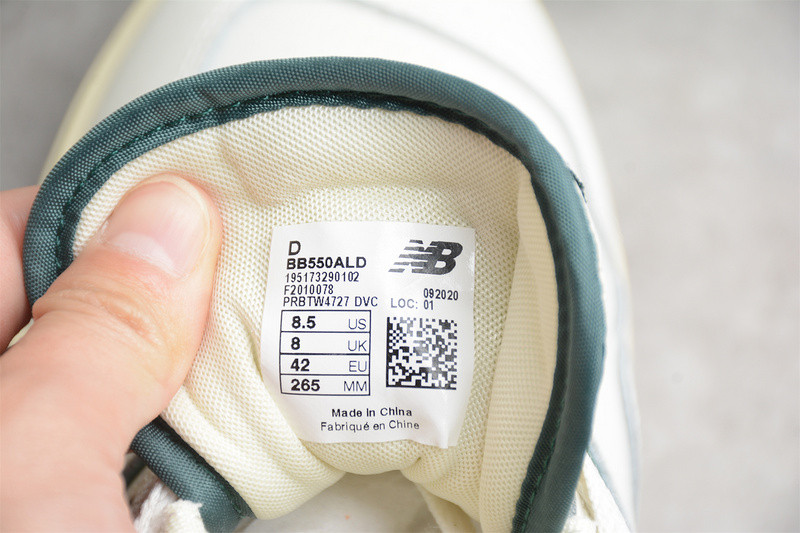 D
NB
BB550ALD
195173290102
F2010078
PRBTW4727 DVC
092020
LOC: 01
8.5 US
8 UK
42 EU
265 MM
Made In China
Fabriqué en Chine